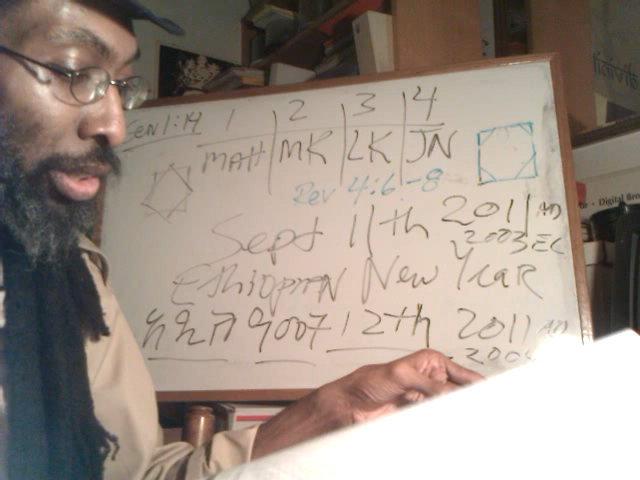 Gen 1:14 1 2 3 4
MATT MK LK JN
Rev 4:6-8
Sept 11th 2011 AD
2003 EC
Ethiopian New Year
12th 2011 AD
Digital